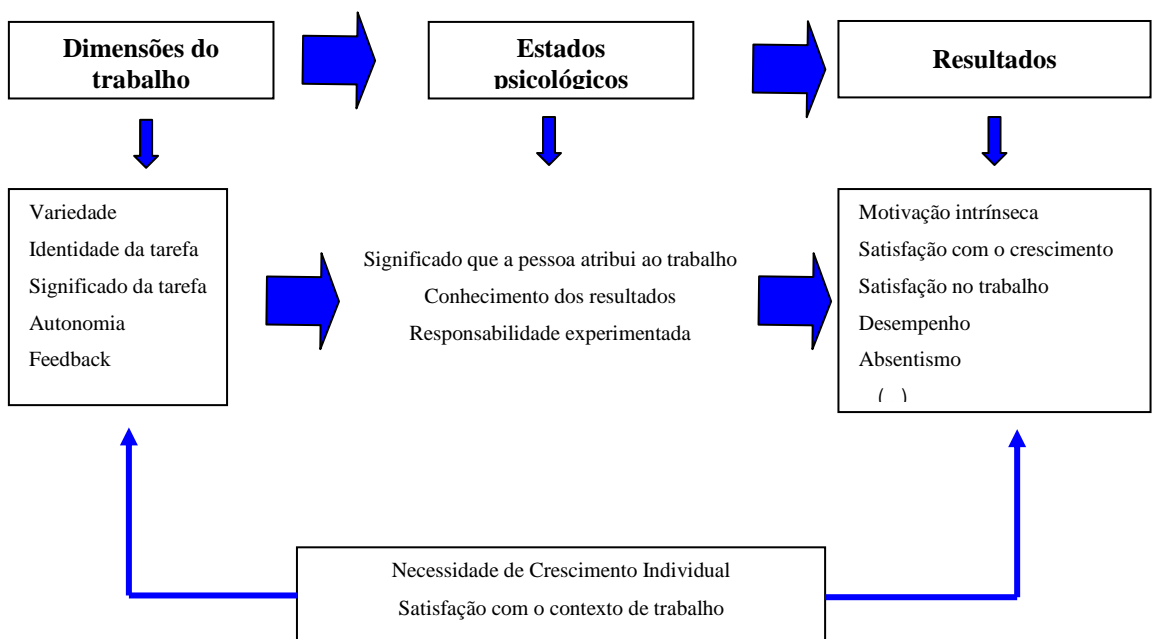 Dimensões do
trabalho
Estados
psicológicos
Resultados
Variedade
Identidade da tarefa
Significado da tarefa
Autonomia
Feedback
Significado que a pessoa atribui ao trabalho
Conhecimento dos resultados
Responsabilidade experimentada
Motivação intrínseca
Satisfação com o crescimento
Satisfação no trabalho
Desempenho
Absentismo
Necessidade de Crescimento Individual
Satisfação com o contexto de trabalho